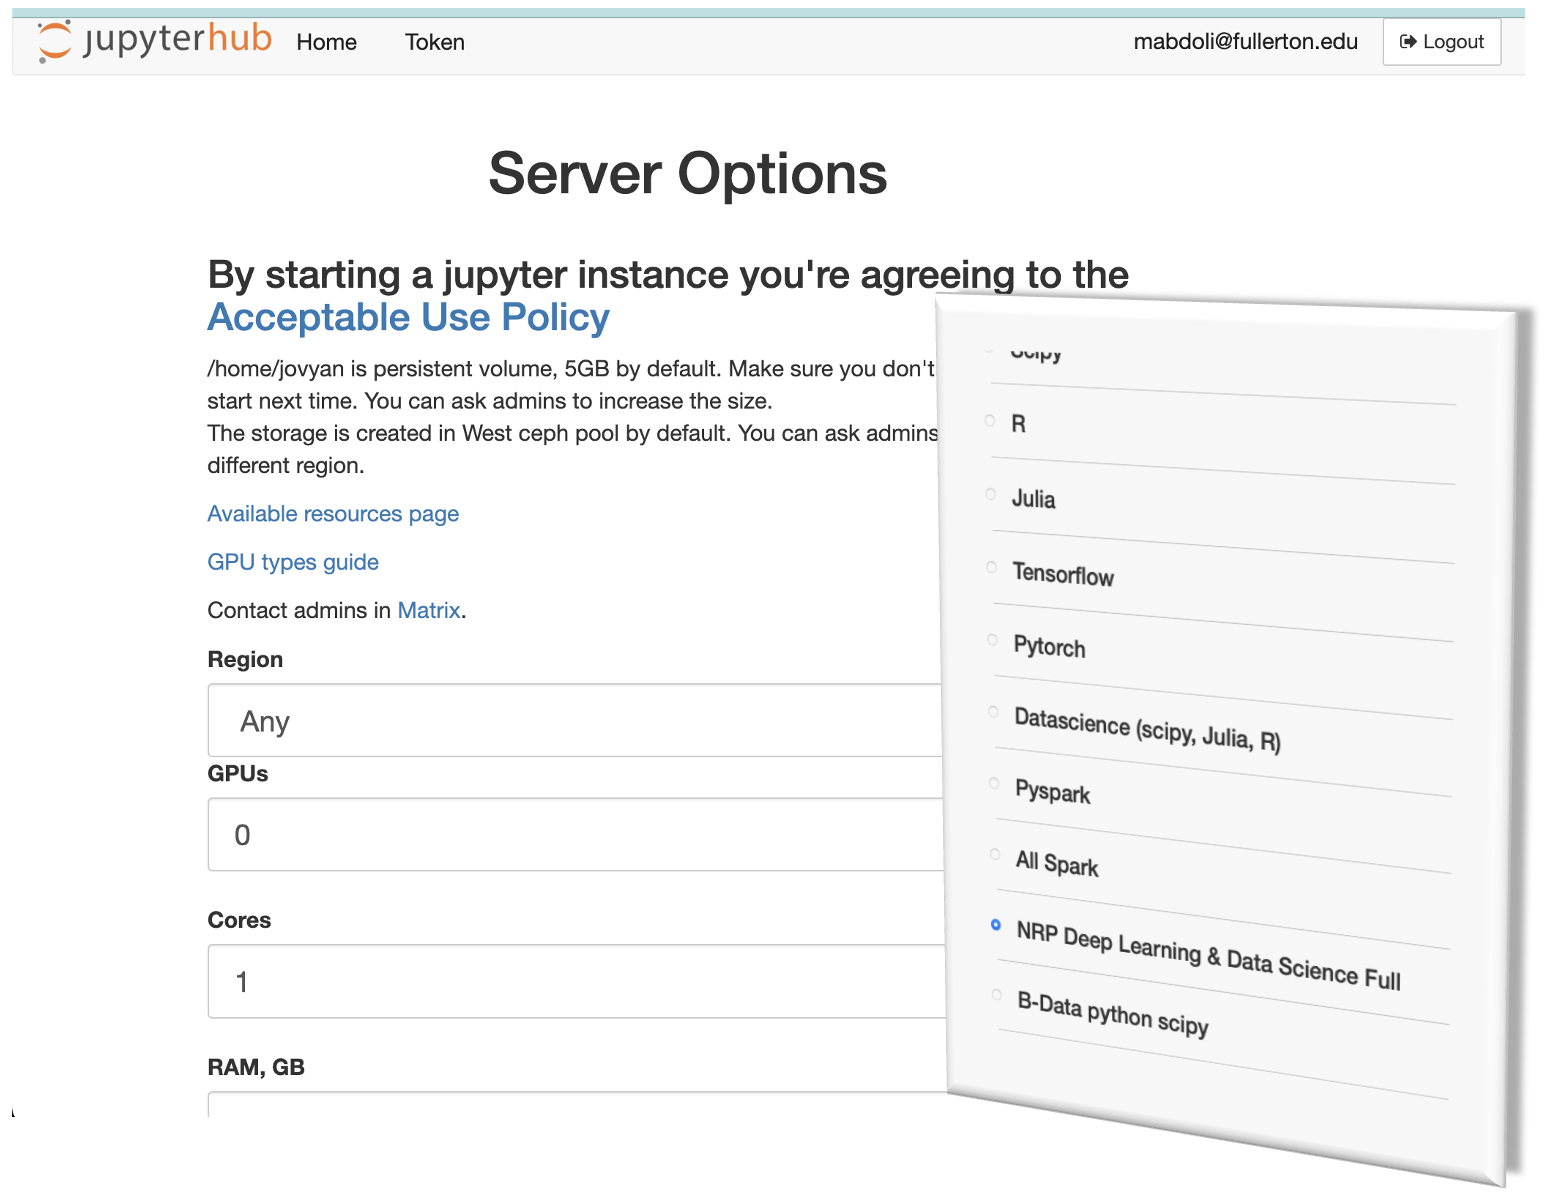 jupyterhub Home Token mabdoli@fullerton.edu Logout
Server Options
By starting a jupyter instance you're agreeing to the
Acceptable Use Policy
/home/jovyan is persistent volume, 5GB by default. Make sure you don't
start next time. You can ask admins to increase the size.
The storage is created in West ceph pool by default. You can ask admins
different region.
Available resources page
GPU types guide
Contact admins in Matrix.
Region
Any
GPUs
0
Cores
1
RAM, GB
Scipy
R
Julia
Tensorflow
Pytorch
Datascience (scipy, Julia, R)
Pyspark
All Spark
NRP Deep Learning & Data Science Full
B-Data python scipy